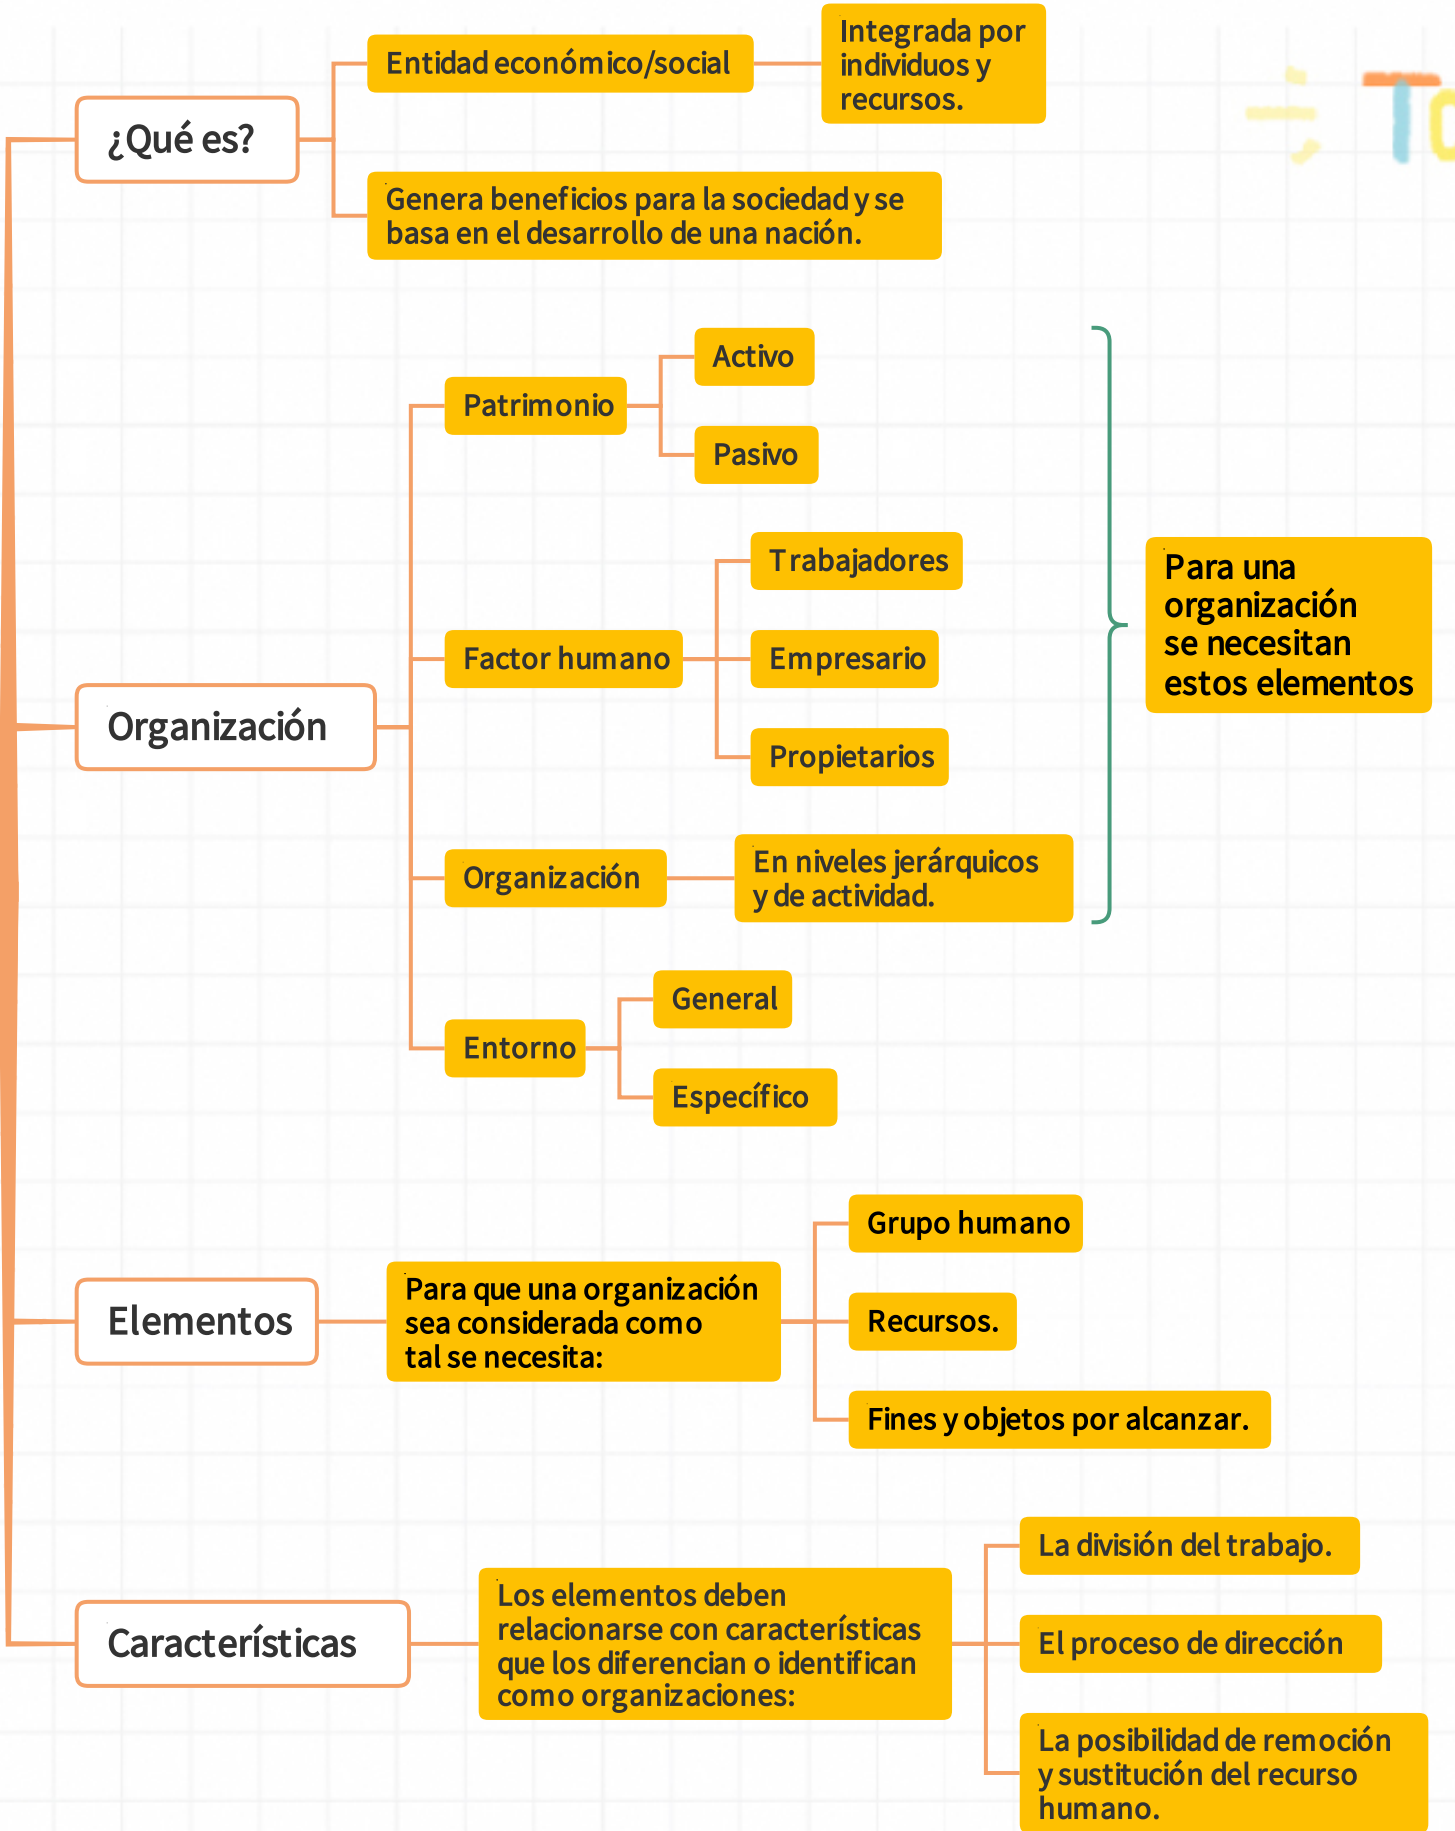 ¿Qué es?
Entidad económico/social
Integrada por
individuos y
recursos.
Genera beneficios para la sociedad y se
basa en el desarrollo de una nación.
Organización
Patrimonio
Activo
Pasivo
Factor humano
Trabajadores
Empresario
Propietarios
Organización
En niveles jerárquicos
y de actividad.
Entorno
General
Específico
Para una
organización
se necesitan
estos elementos
Elementos
Para que una organización
sea considerada como
tal se necesita:
Grupo humano
Recursos.
Fines y objetos por alcanzar.
Características
Los elementos deben
relacionarse con características
que los diferencian o identifican
como organizaciones:
La división del trabajo.
El proceso de dirección
La posibilidad de remoción
y sustitución del recurso
humano.